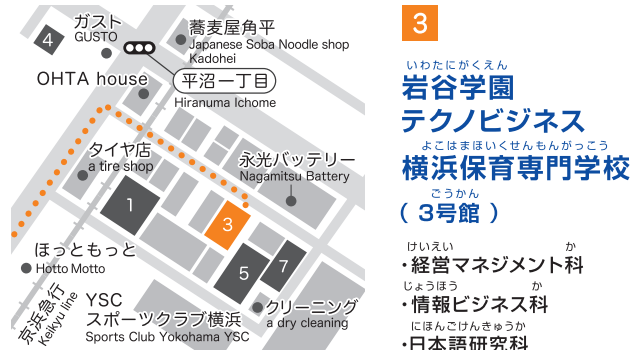 ガスト
GUSTO
4
蕎麦屋角平
Japanese Soba Noodle shop
Kadohei
OHTA house
平沼一丁目
Hiranuma Ichome
タイヤ店
a tire shop
永光バッテリー
Nagamitsu Battery
1
3
5
7
ほっともっと
Hotto Motto
京浜急行
Keikyu line
YSC
スポーツクラブ横浜
Sports Club Yokohama YSC
クリーニング
a dry cleaning
3
いわたにがくえん
岩谷学園
テクノビジネス
よこはまほいくせんもんがっこう
横浜保育専門学校
ごうかん
( 3号館 )
けいえい か
・経営マネジメント科
じょうほう か
・情報ビジネス科
にほんごけんきゅうか
・日本語研究科